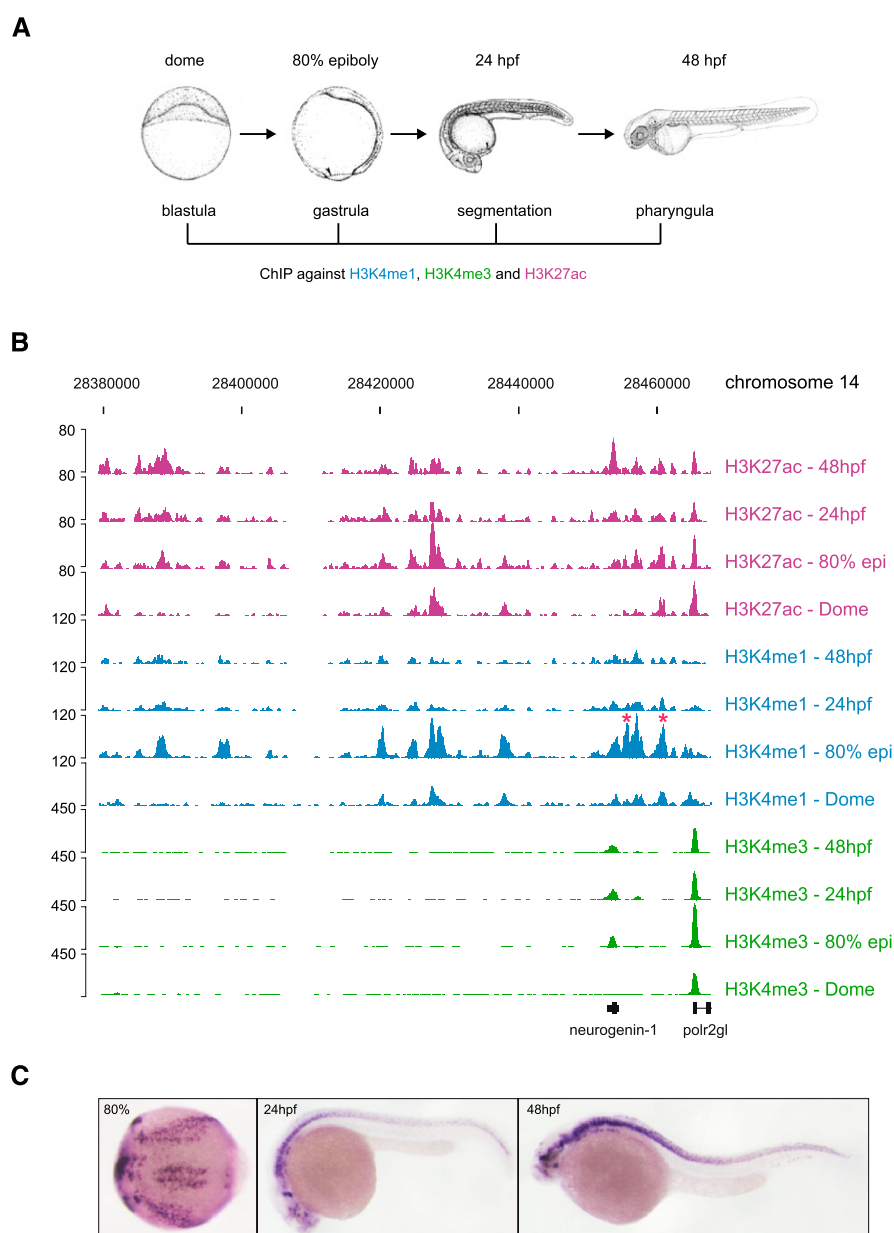 A
dome 80% epiboly 24 hpf 48 hpf
blastula gastrula segmentation pharyngula
ChIP against H3K4me1, H3K4me3 and H3K27ac
B
28380000 28400000 28420000 28440000 28460000 chromosome 14
80
H3K27ac - 48hpf
80
H3K27ac - 24hpf
80
H3K27ac - 80% epi
80
H3K27ac - Dome
120
H3K4me1 - 48hpf
120
H3K4me1 - 24hpf
120
* *
H3K4me1 - 80% epi
120
H3K4me1 - Dome
450
H3K4me3 - 48hpf
450
H3K4me3 - 24hpf
450
H3K4me3 - 80% epi
450
H3K4me3 - Dome
neurogenin-1 polr2gl
C
80% 24hpf 48hpf